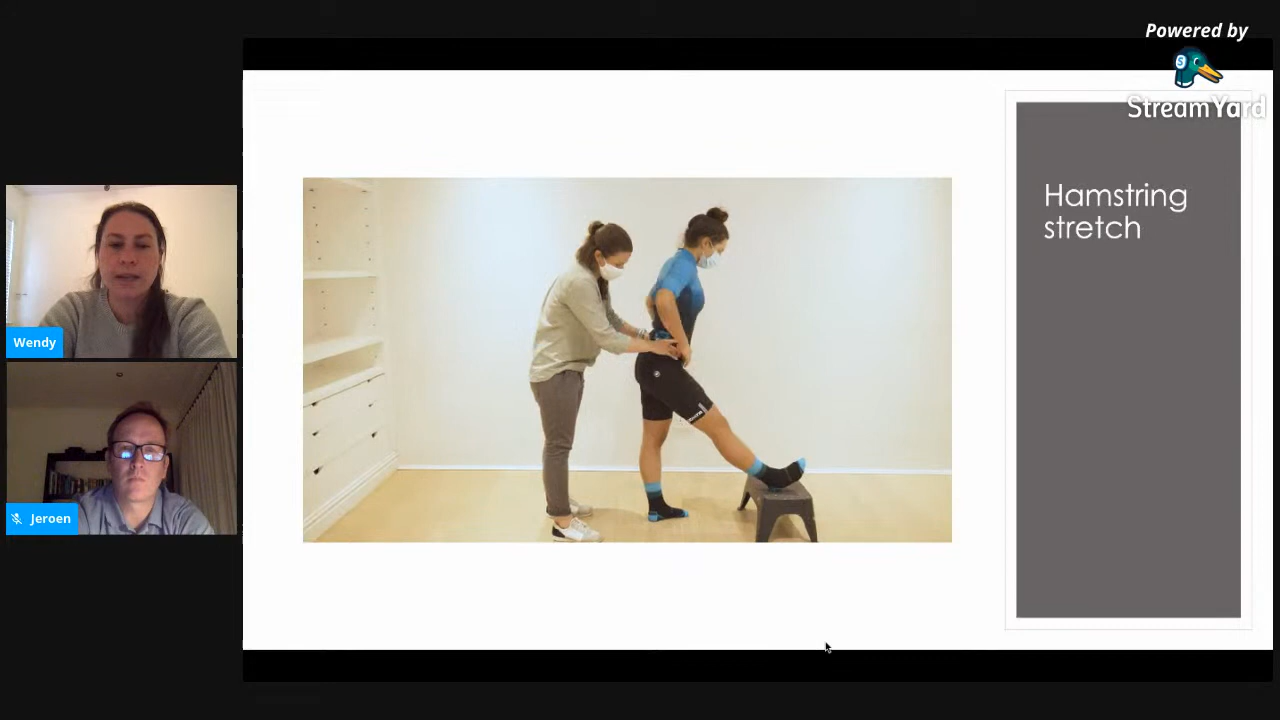 Powered by
StreamYard
Hamstring
stretch
Wendy
Jeroen